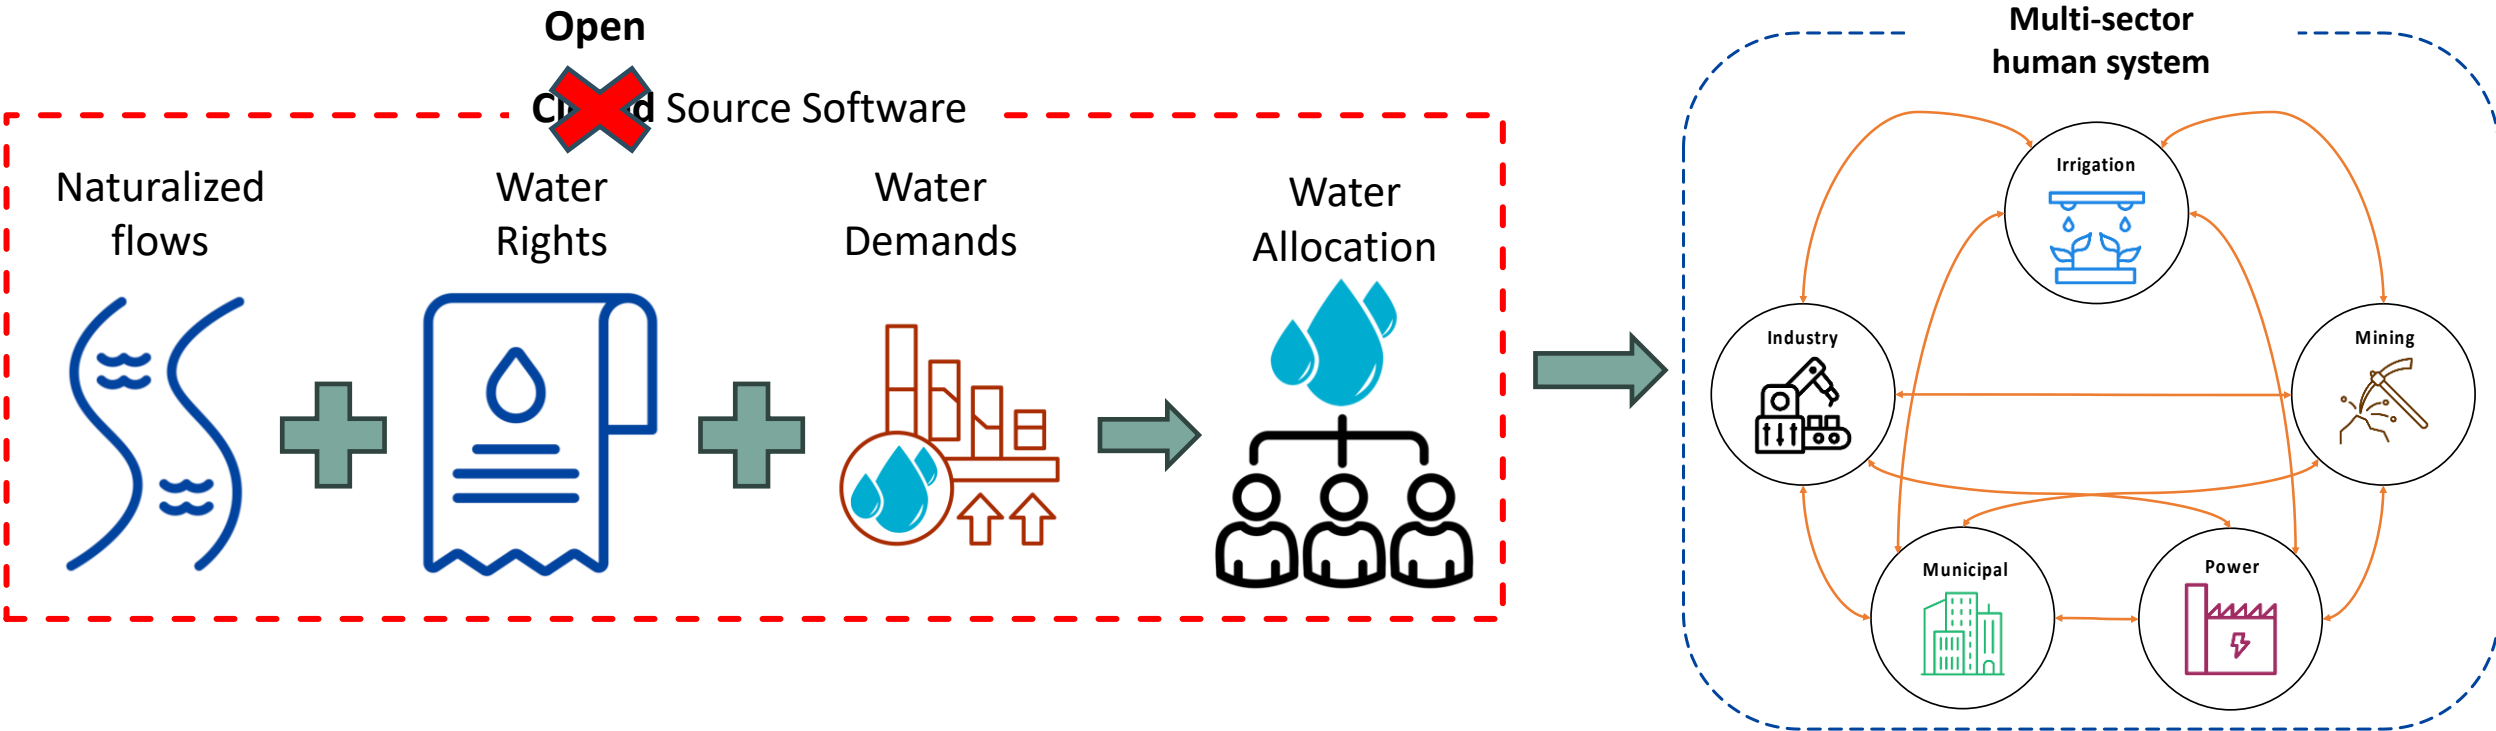 Open
Source Software
Naturalized
flows
Water
Rights
Water
Demands
Water
Allocation
Multi-sector
human system
Irrigation
Industry
Mining
Municipal
Power